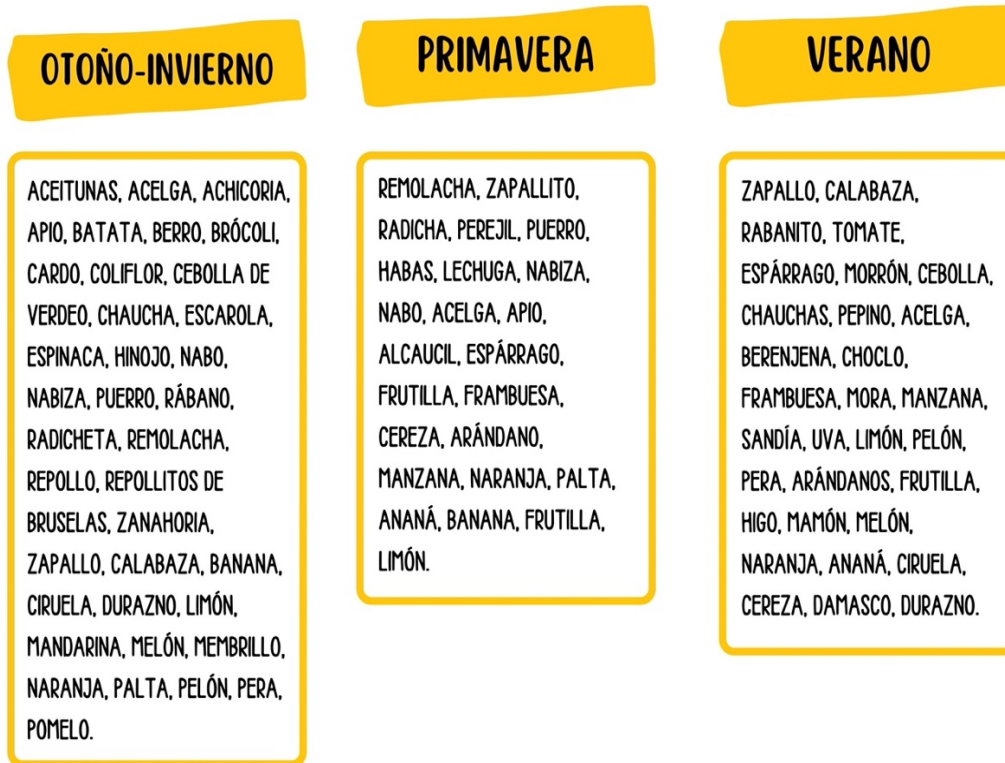 OTOÑO-INVIERNO
ACEITUNAS, ACELGA, ACHICORIA,
APIO, BATATA, BERRO, BRÓCOLI,
CARDO, COLIFLOR, CEBOLLA DE
VERDEO, CHAUCHA, ESCAROLA,
ESPINACA, HINOJO, NABO,
NABIZA, PUERRO, RÁBANO,
RADICHETA, REMOLACHA,
REPOLLO, REPOLLITOS DE
BRUSELAS, ZANAHORIA,
ZAPALLO, CALABAZA, BANANA,
CIRUELA, DURAZNO, LIMÓN,
MANDARINA, MELÓN, MEMBRILLO,
NARANJA, PALTA, PELÓN, PERA,
POMELO.
PRIMAVERA
REMOLACHA, ZAPALLITO,
RADICHA, PEREJIL, PUERRO,
HABAS, LECHUGA, NABIZA,
NABO, ACELGA, APIO,
ALCAUCIL, ESPÁRRAGO,
FRUTILLA, FRAMBUESA,
CEREZA, ARÁNDANO,
MANZANA, NARANJA, PALTA,
ANANÁ, BANANA, FRUTILLA,
LIMÓN.
VERANO
ZAPALLO, CALABAZA,
RABANITO, TOMATE,
ESPÁRRAGO, MORRÓN, CEBOLLA,
CHAUCHAS, PEPINO, ACELGA,
BERENJENA, CHOCLO,
FRAMBUESA, MORA, MANZANA,
SANDÍA, UVA, LIMÓN, PELÓN,
PERA, ARÁNDANOS, FRUTILLA,
HIGO, MAMÓN, MELÓN,
NARANJA, ANANÁ, CIRUELA,
CEREZA, DAMASCO, DURAZNO.